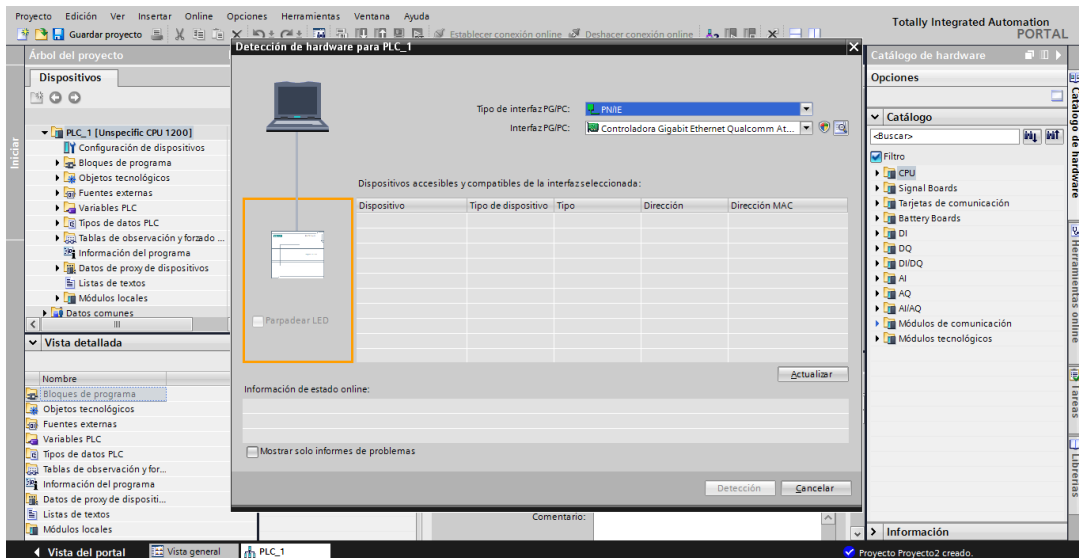 Proyecto Edición Ver Insertar Online Opciones Herramientas Ventana Ayuda
Totally Integrated Automation
PORTAL
Guardar proyecto
Establecer conexión online
Deshacer conexión online
Árbol del proyecto
Dispositivos
Iniciar
PLC_1 [Unspecific CPU 1200]
Configuración de dispositivos
Bloques de programa
Objetos tecnológicos
Fuentes externas
Variables PLC
Tipos de datos PLC
Tablas de observación y forzado ...
Información del programa
Datos de proxy de dispositivos
Listas de textos
Módulos locales
Datos comunes
Vista detallada
Nombre
Bloques de programa
Objetos tecnológicos
Fuentes externas
Variables PLC
Tipos de datos PLC
Tablas de observación y for...
Información del programa
Datos de proxy de dispositi...
Listas de textos
Módulos locales
Detección de hardware para PLC_1
Tipo de interfaz PG/PC: PN/IE
Interfaz PG/PC: Controladora Gigabit Ethernet Qualcomm At...
Dispositivos accesibles y compatibles de la interfaz seleccionada:
Dispositivo Tipo de dispositivo Tipo Dirección Dirección MAC
Parpadear LED
Actualizar
Información de estado online:
Mostrar solo informes de problemas
Detección Cancelar
Comentario:
Catálogo de hardware
Opciones
Catálogo
<Buscar>
Filtro
CPU
Signal Boards
Tarjetas de comunicación
Battery Boards
DI
DQ
DI/DQ
AI
AQ
AI/AQ
Módulos de comunicación
Módulos tecnológicos
Información
Catálogo de hardware
Herramientas online
Tareas
Librerías
Vista del portal Vista general PLC_1
Proyecto Proyecto2 creado.